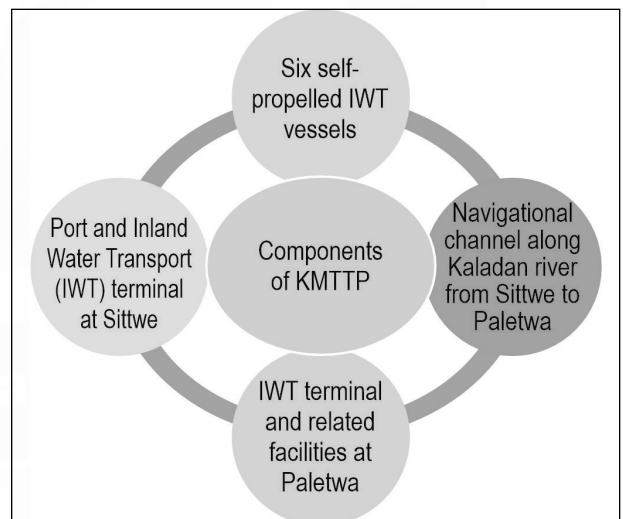 Six self-
propelled IWT
vessels
Port and Inland
Water Transport
(IWT) terminal
at Sittwe
Components
of KMTTP
Navigational
channel along
Kaladan river
from Sittwe to
Paletwa
IWT terminal
and related
facilities at
Paletwa